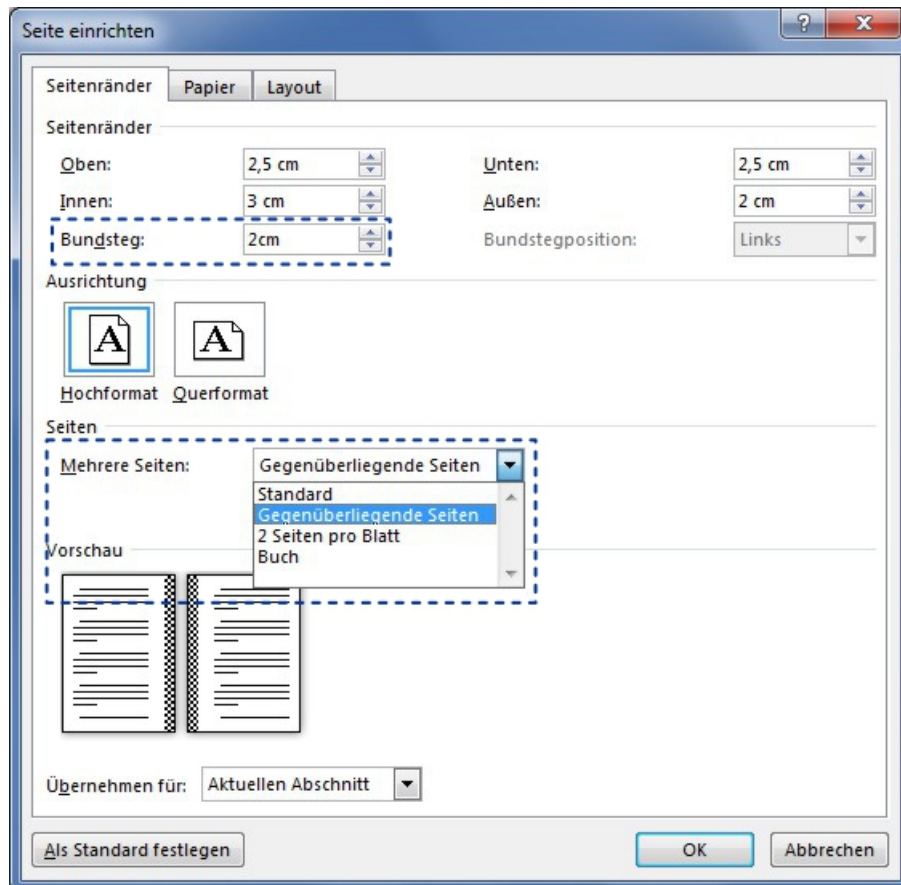 Seite einrichten
Seitenränder Papier Layout
Seitenränder
Oben: 2,5 cm Unten: 2,5 cm
Innen: 3 cm Außen: 2 cm
Bundsteg: 2cm Bundstegposition: Links
Ausrichtung
A A
Hochformat Querformat
Seiten
Mehrere Seiten: Gegenüberliegende Seiten
Standard
Gegenüberliegende Seiten
2 Seiten pro Blatt
Buch
Vorschau
Übernehmen für: Aktuellen Abschnitt
Als Standard festlegen OK Abbrechen